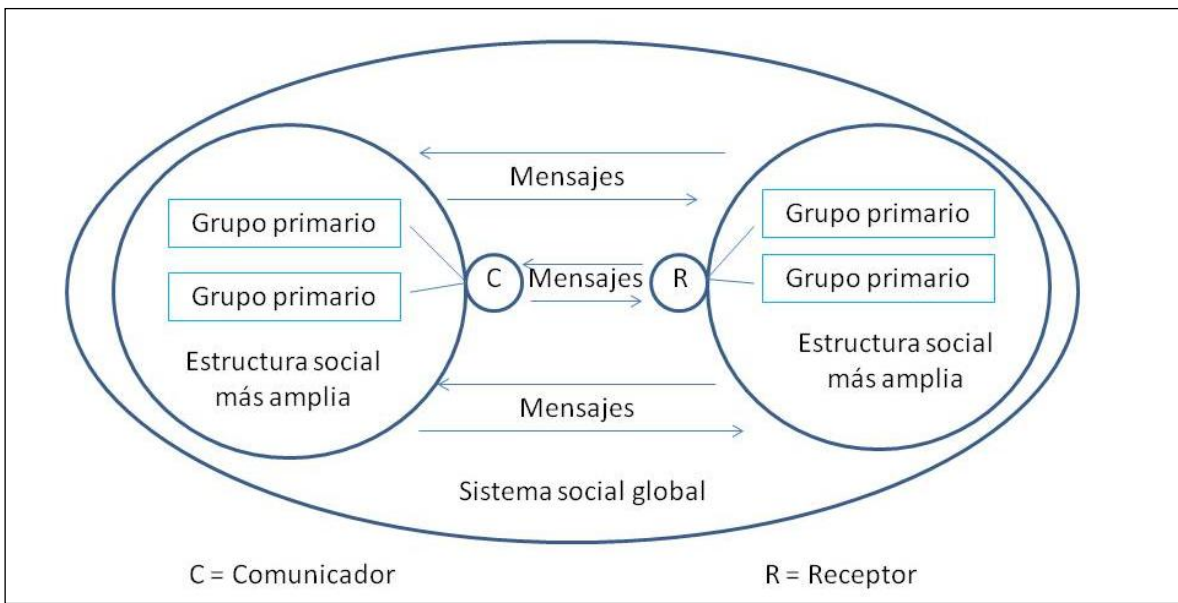 Mensajes
Grupo primario
Grupo primario
Grupo primario
Grupo primario
C
Mensajes
R
Estructura social
más amplia
Estructura social
más amplia
Mensajes
Sistema social global
C = Comunicador
R = Receptor